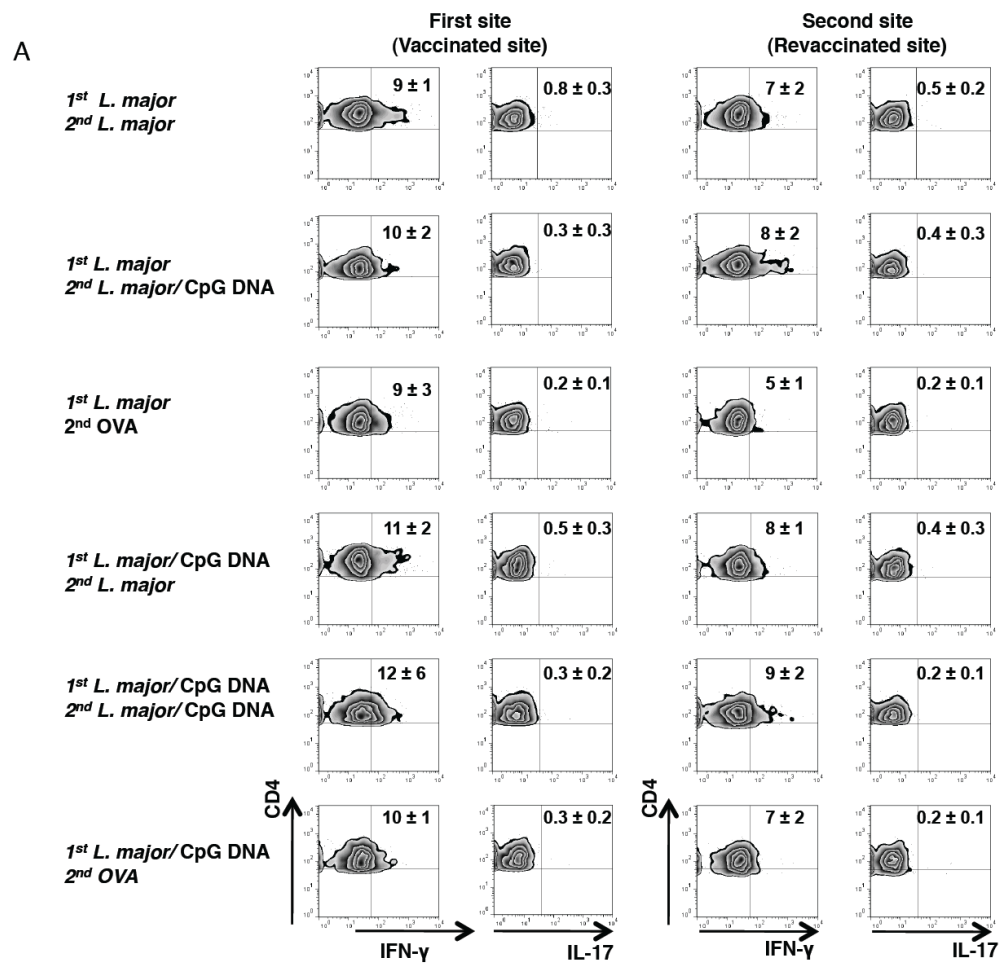 A
First site
(Vaccinated site)
Second site
(Revaccinated site)
1st L. major
2nd L. major
9 ± 1
0.8 ± 0.3
7 ± 2
0.5 ± 0.2
1st L. major
2nd L. major/CpG DNA
10 ± 2
0.3 ± 0.3
8 ± 2
0.4 ± 0.3
1st L. major
2nd OVA
9 ± 3
0.2 ± 0.1
5 ± 1
0.2 ± 0.1
1st L. major/CpG DNA
2nd L. major
11 ± 2
0.5 ± 0.3
8 ± 1
0.4 ± 0.3
1st L. major/CpG DNA
2nd L. major/CpG DNA
12 ± 6
0.3 ± 0.2
9 ± 2
0.2 ± 0.1
1st L. major/CpG DNA
2nd OVA
10 ± 1
0.3 ± 0.2
7 ± 2
0.2 ± 0.1
CD4
CD4
IFN-γ
IL-17
IFN-γ
IL-17